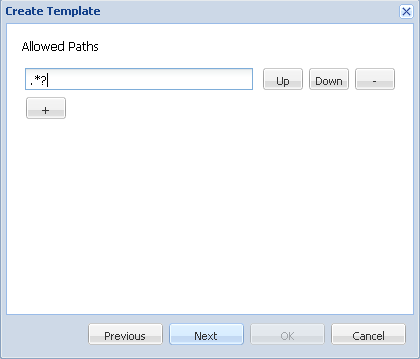 Create Template
Allowed Paths
.*? Up Down -
+
Previous Next OK Cancel